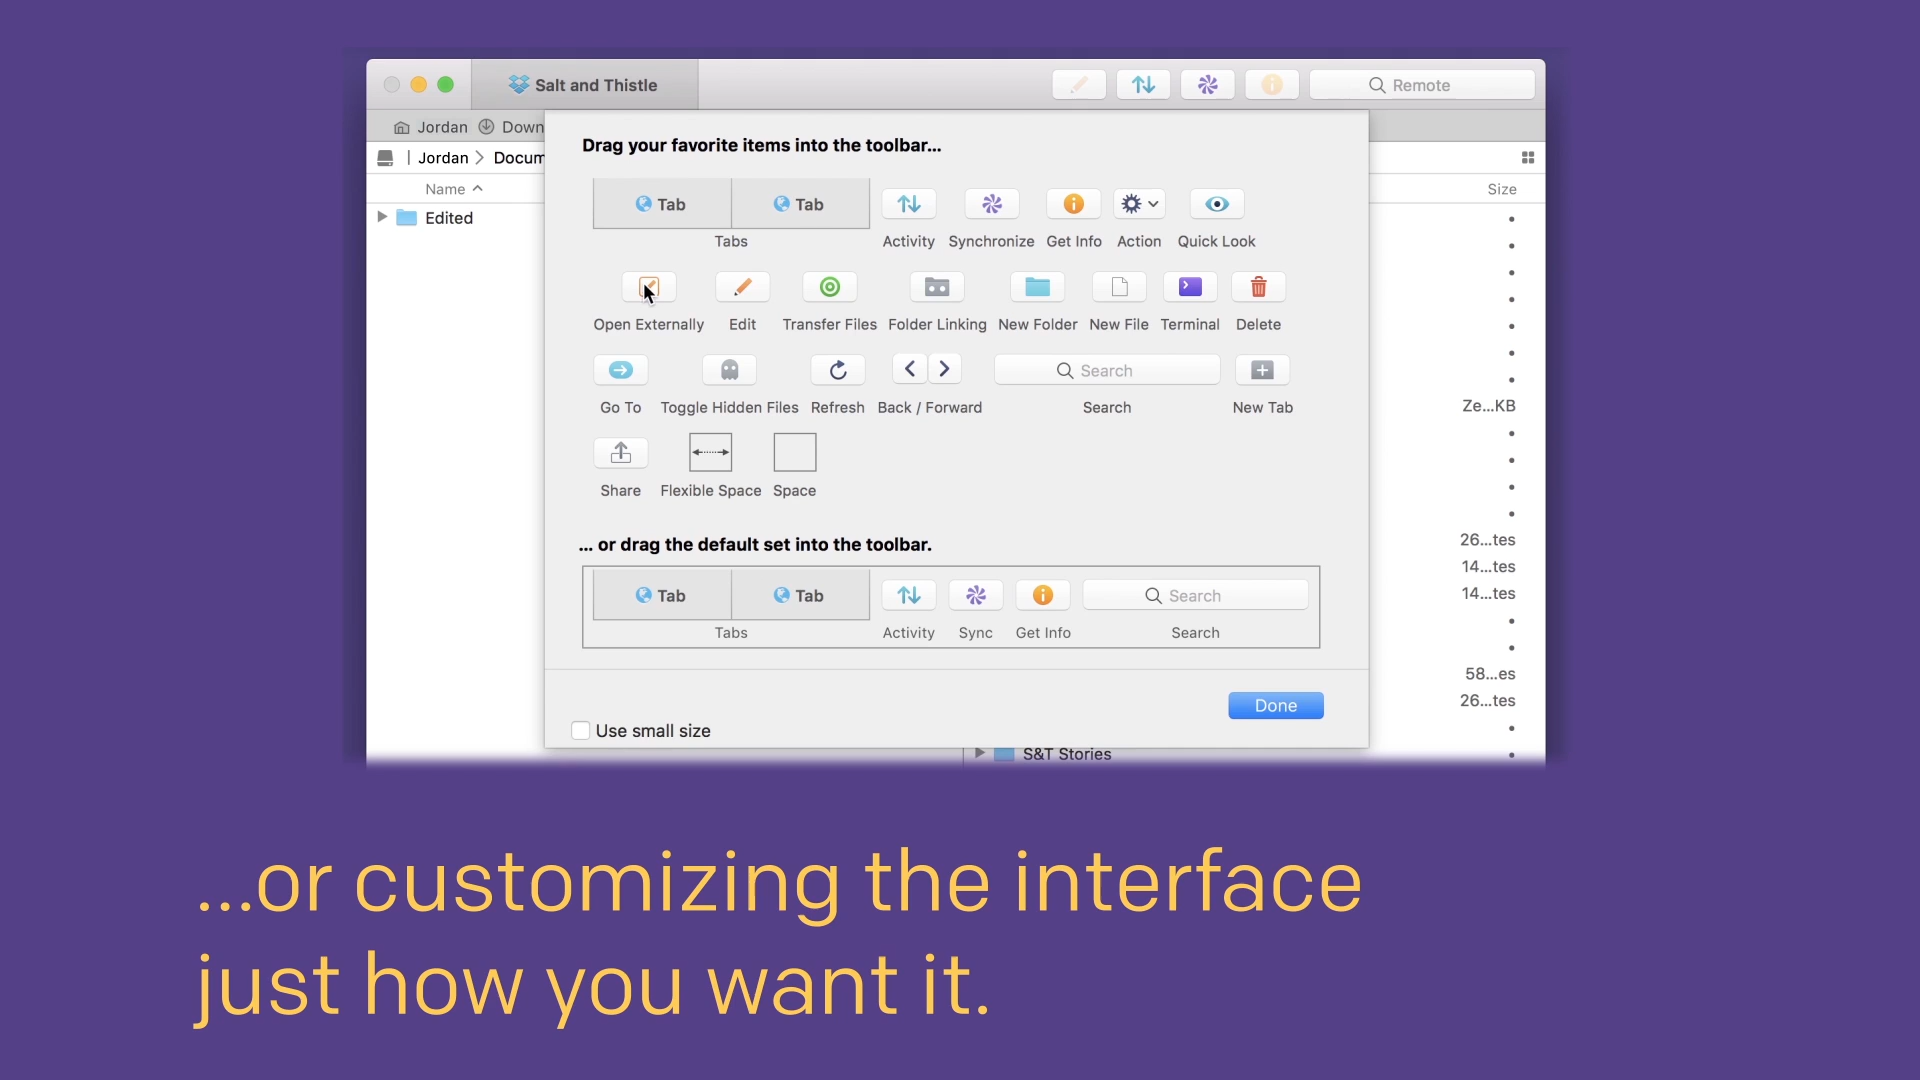 Salt and Thistle
Remote
Jordan Down
Jordan Docum
Name
Size
Edited
Drag your favorite items into the toolbar...
Tab Tab
Tabs Activity Synchronize Get Info Action Quick Look
Open Externally Edit Transfer Files Folder Linking New Folder New File Terminal Delete
Search
Go To Toggle Hidden Files Refresh Back / Forward Search New Tab
Share Flexible Space Space
... or drag the default set into the toolbar.
Tab Tab Search
Tabs Activity Sync Get Info Search
Done
Use small size
Ze...KB
26...tes
14...tes
14...tes
58...es
26...tes
S&T Stories
...or customizing the interface
just how you want it.